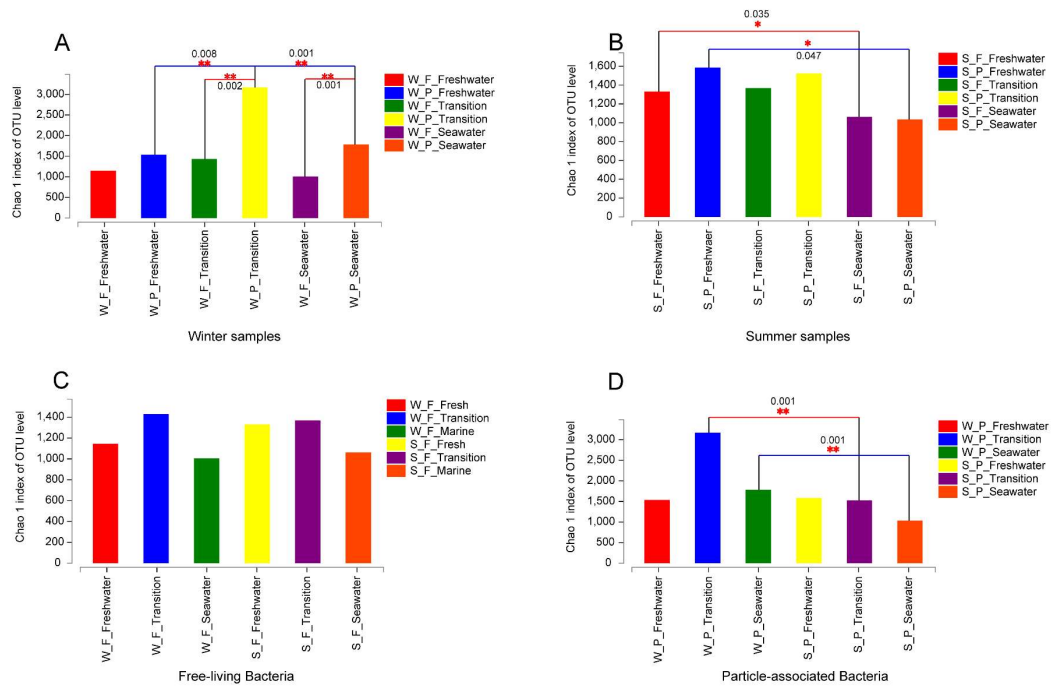 A
0.008
0.001
**
**
**
**
0.002
0.001
Chao 1 index of OTU level
3,000
2,500
2,000
1,500
1,000
500
0
W_F_Freshwater
W_P_Freshwater
W_F_Transition
W_P_Transition
W_F_Seawater
W_P_Seawater
W_F_Freshwater
W_P_Freshwater
W_F_Transition
W_P_Transition
W_F_Seawater
W_P_Seawater
Winter samples
B
0.035
*
*
0.047
Chao 1 index of OTU level
1,600
1,400
1,200
1,000
800
600
400
200
0
S_F_Freshwater
S_P_Freshwater
S_F_Transition
S_P_Transition
S_F_Seawater
S_P_Seawater
S_F_Freshwater
S_P_Freshwaer
S_F_Transition
S_P_Transition
S_F_Seawater
S_P_Seawater
Summer samples
C
Chao 1 index of OTU level
1,400
1,200
1,000
800
600
400
200
0
W_F_Fresh
W_F_Transition
W_F_Marine
S_F_Fresh
S_F_Transition
S_F_Marine
W_F_Freshwater
W_F_Transition
W_F_Seawater
S_F_Freshwater
S_F_Transition
S_F_Seawater
Free-living Bacteria
D
0.001
**
0.001
**
Chao 1 index of OTU level
3,000
2,500
2,000
1,500
1,000
500
0
W_P_Freshwater
W_P_Transition
W_P_Seawater
S_P_Freshwater
S_P_Transition
S_P_Seawater
W_P_Freshwater
W_P_Transition
W_P_Seawater
S_P_Freshwater
S_P_Transition
S_P_Seawater
Particle-associated Bacteria